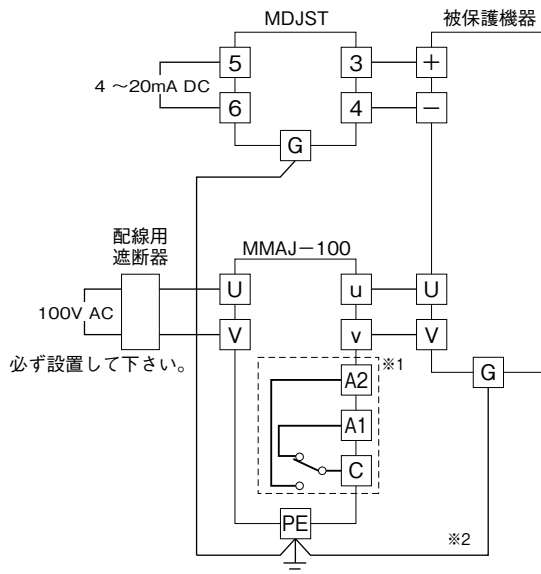 MDJST
被保護機器
5
3
+
4 ~20mA DC
6
4
−
G
配線用
遮断器
MMAJ−100
U
u
U
100V AC
V
v
V
必ず設置して下さい。
※1
A2
G
A1
C
PE
※2